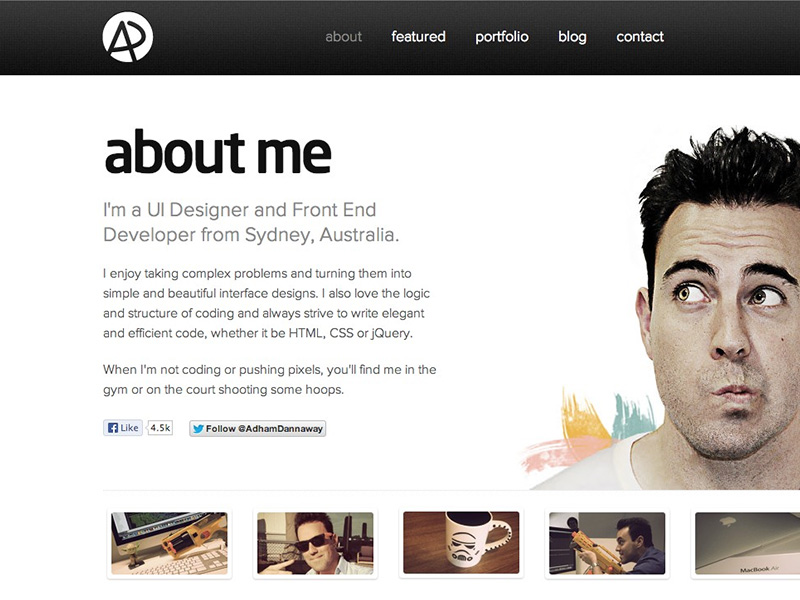 AD
about featured portfolio blog contact
about me
I'm a UI Designer and Front End
Developer from Sydney, Australia.
I enjoy taking complex problems and turning them into
simple and beautiful interface designs. I also love the logic
and structure of coding and always strive to write elegant
and efficient code, whether it be HTML, CSS or jQuery.
When I'm not coding or pushing pixels, you'll find me in the
gym or on the court shooting some hoops.
Like 4.5k Follow @AdhamDannaway
MacBook Air